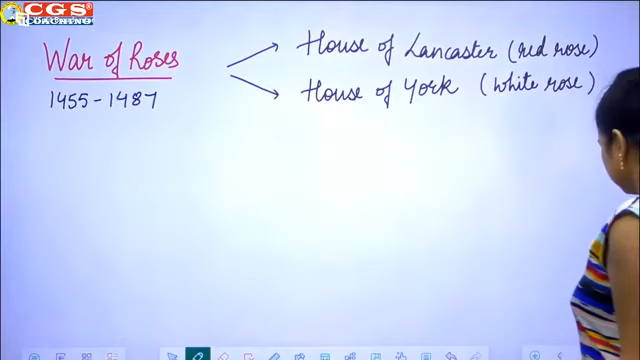 CGS
COACHING
War of Roses
1455-1487
House of Lancaster (red rose)
House of York (white rose)